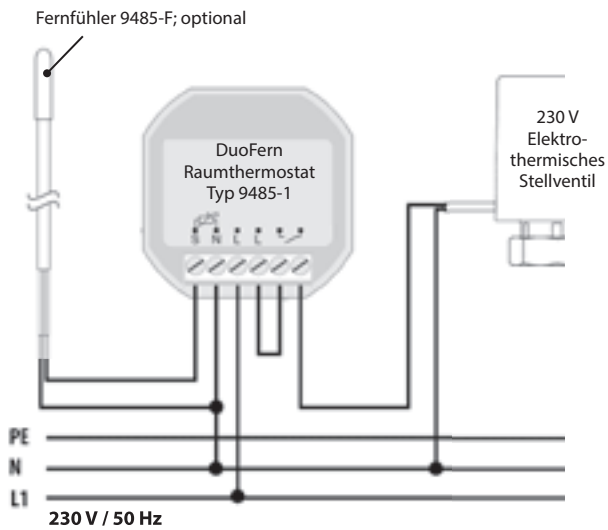 Fernfühler 9485-F; optional
DuoFern
Raumthermostat
Typ 9485-1
S N L L
230 V
Elektro-
thermisches
Stellventil
PE
N
L1
230 V / 50 Hz